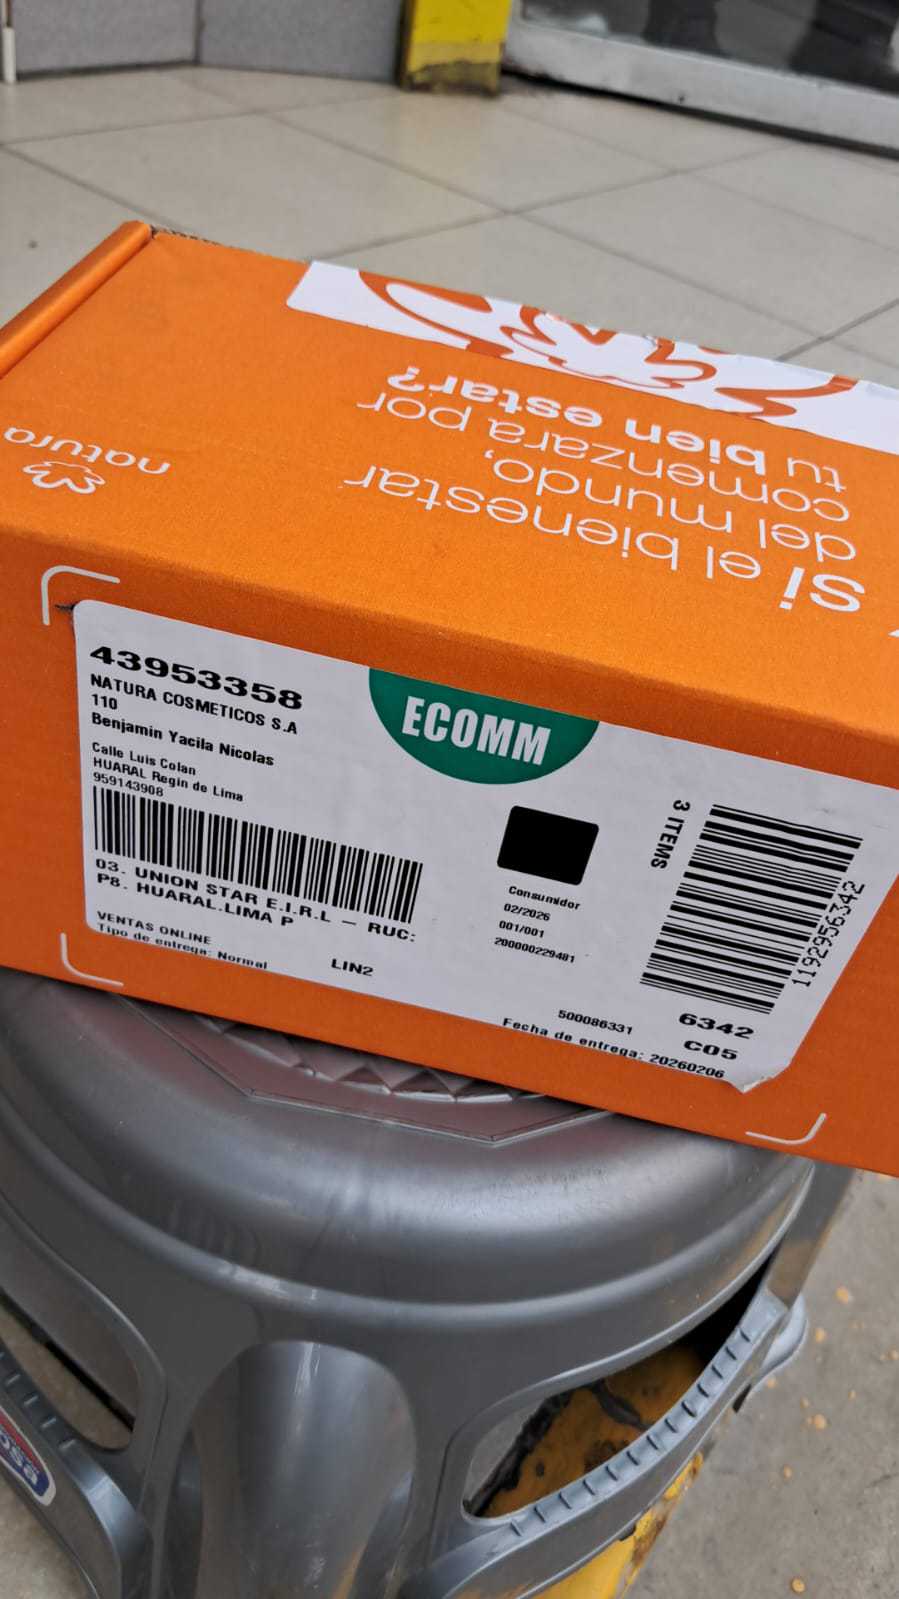 si el bienestar
del mundo,
comenzara por
tu bien estar?
natura
43953358
NATURA COSMETICOS S.A
110
Benjamin Yacila Nicolas
Calle Luis Colan
HUARAL Regin de Lima
959143908
03. UNION STAR E.I.R.L - RUC:
P8. HUARAL.LIMA P
VENTAS ONLINE
Tipo de entrega: Normal
LIN2
ECOMM
Consumidor
02/2026
001/001
200000229481
3 ITEMS
1192956342
500086331
6342
C05
Fecha de entrega: 20260206